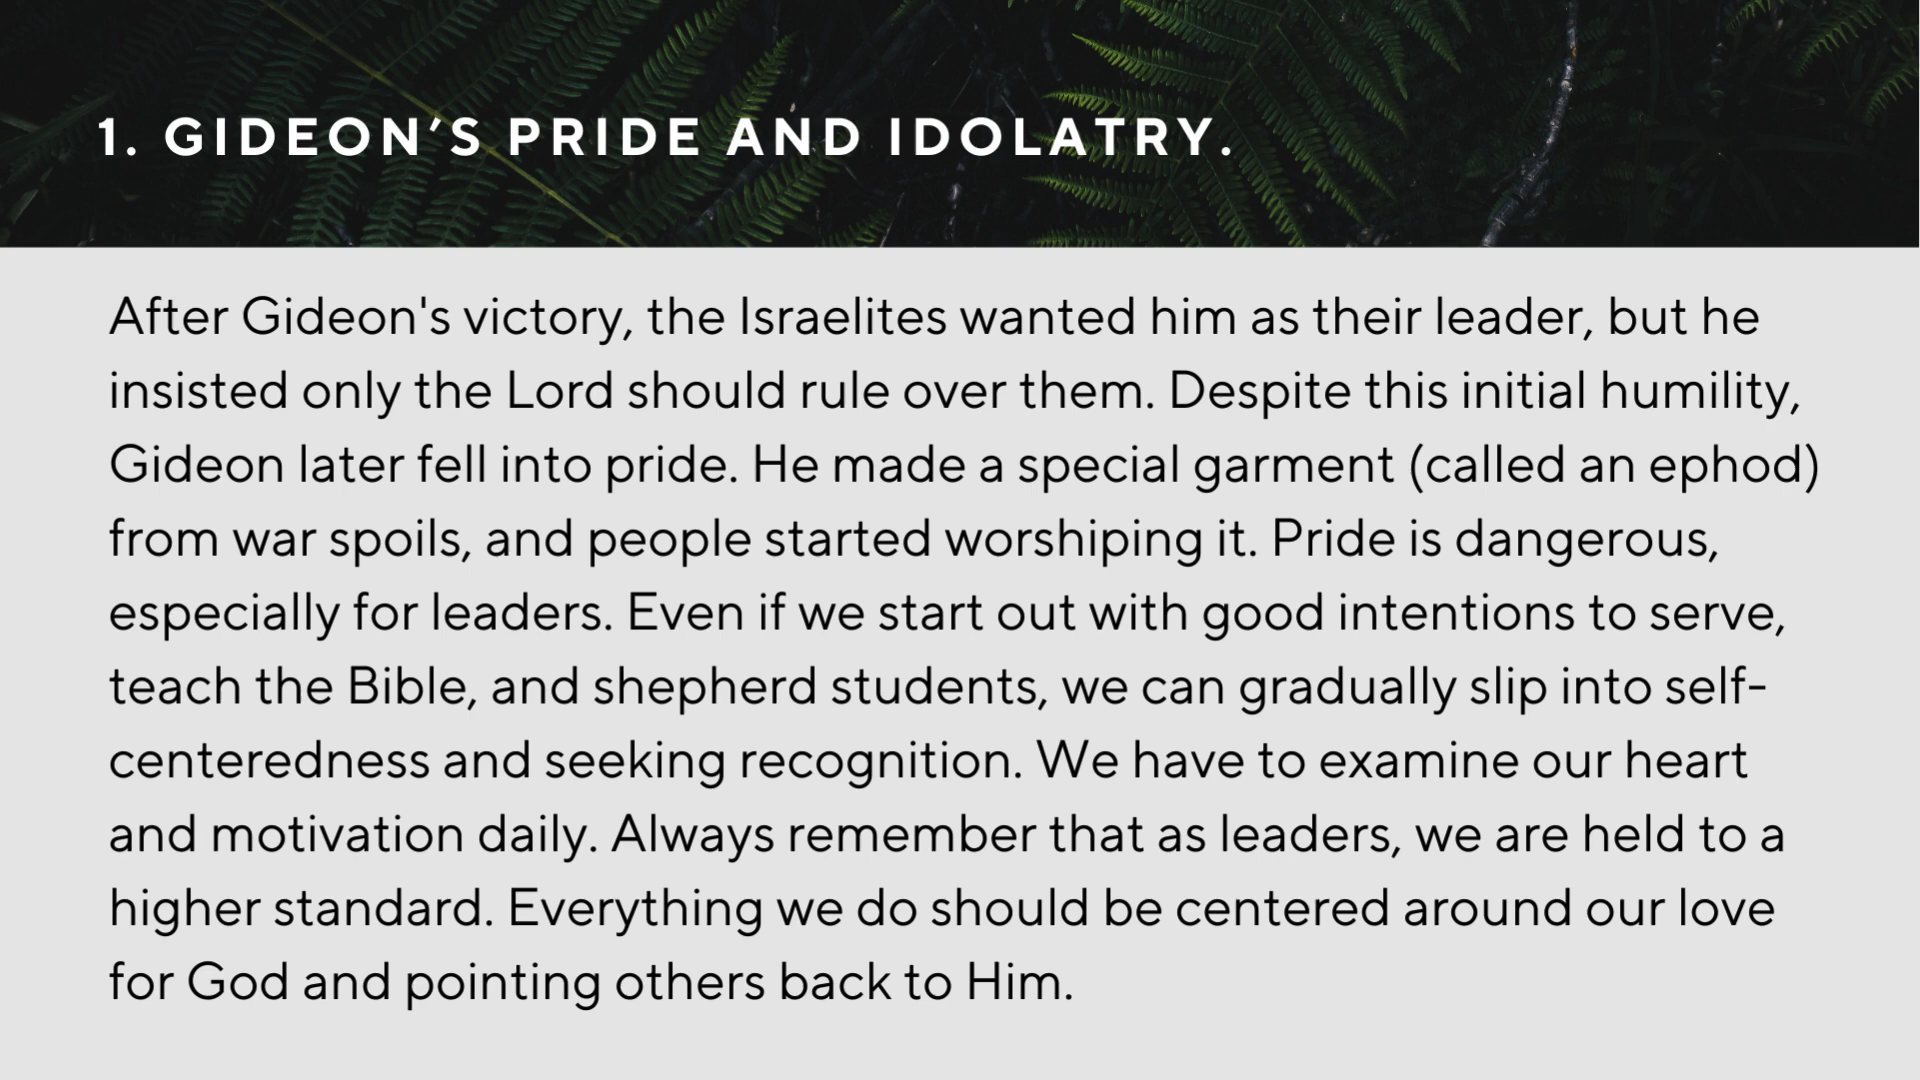 1. GIDEON'S PRIDE AND IDOLATRY.
After Gideon's victory, the Israelites wanted him as their leader, but he
insisted only the Lord should rule over them. Despite this initial humility,
Gideon later fell into pride. He made a special garment (called an ephod)
from war spoils, and people started worshiping it. Pride is dangerous,
especially for leaders. Even if we start out with good intentions to serve,
teach the Bible, and shepherd students, we can gradually slip into self-
centeredness and seeking recognition. We have to examine our heart
and motivation daily. Always remember that as leaders, we are held to a
higher standard. Everything we do should be centered around our love
for God and pointing others back to Him.